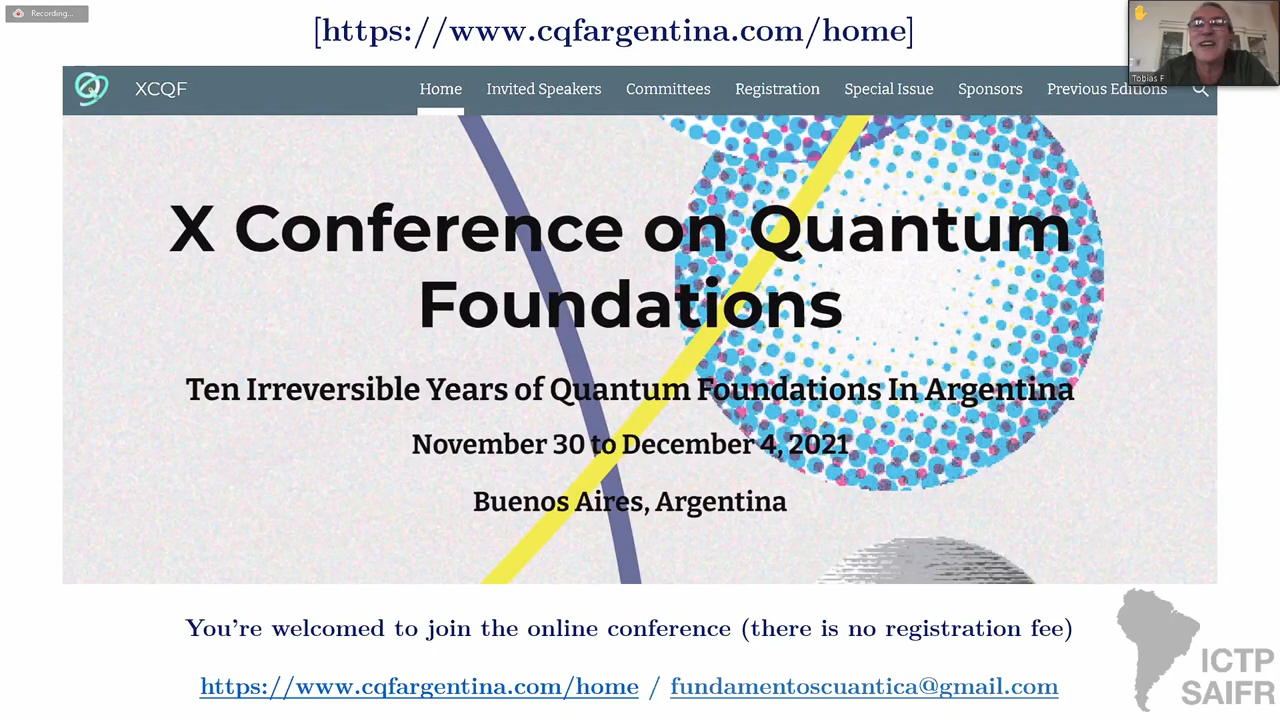 Recording...
[https://www.cqfargentina.com/home]
Tobias F
XCQF
Home Invited Speakers Committees Registration Special Issue Sponsors Previous Editions
X Conference on Quantum
Foundations
Ten Irreversible Years of Quantum Foundations In Argentina
November 30 to December 4, 2021
Buenos Aires, Argentina
You're welcomed to join the online conference (there is no registration fee)
https://www.cqfargentina.com/home / fundamentoscuantica@gmail.com
ICTP
SAIFR